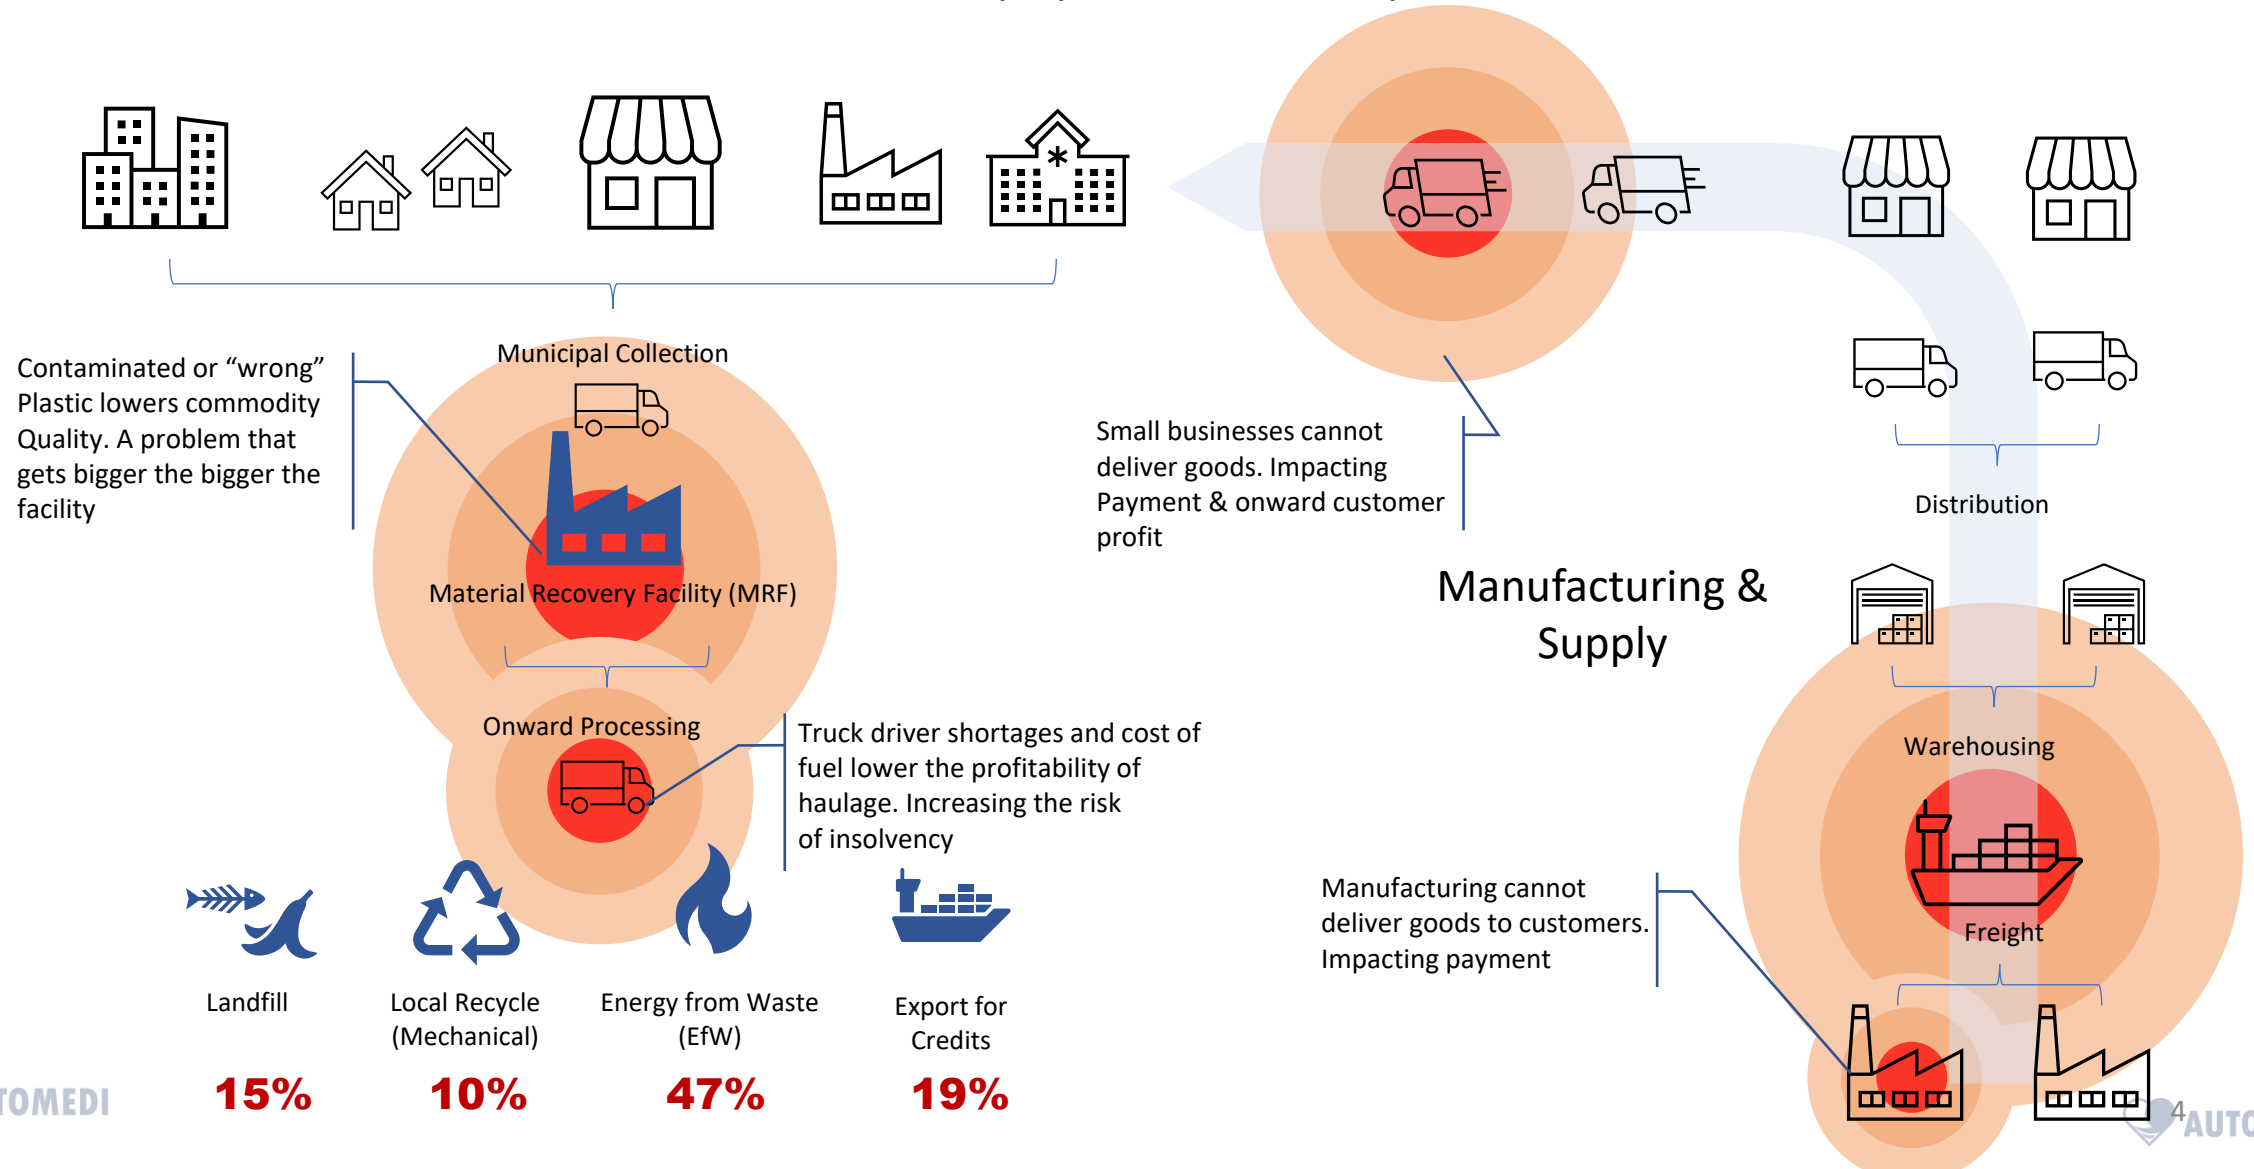 Municipal Collection
Contaminated or “wrong”
Plastic lowers commodity
Quality. A problem that
gets bigger the bigger the
facility
Material Recovery Facility (MRF)
Onward Processing
Truck driver shortages and cost of
fuel lower the profitability of
haulage. Increasing the risk
of insolvency
Landfill
15%
Local Recycle
(Mechanical)
10%
Energy from Waste
(EfW)
47%
Export for
Credits
19%
Small businesses cannot
deliver goods. Impacting
Payment & onward customer
profit
Manufacturing &
Supply
Distribution
Warehousing
Freight
Manufacturing cannot
deliver goods to customers.
Impacting payment
TOMEDI
4
AUTO